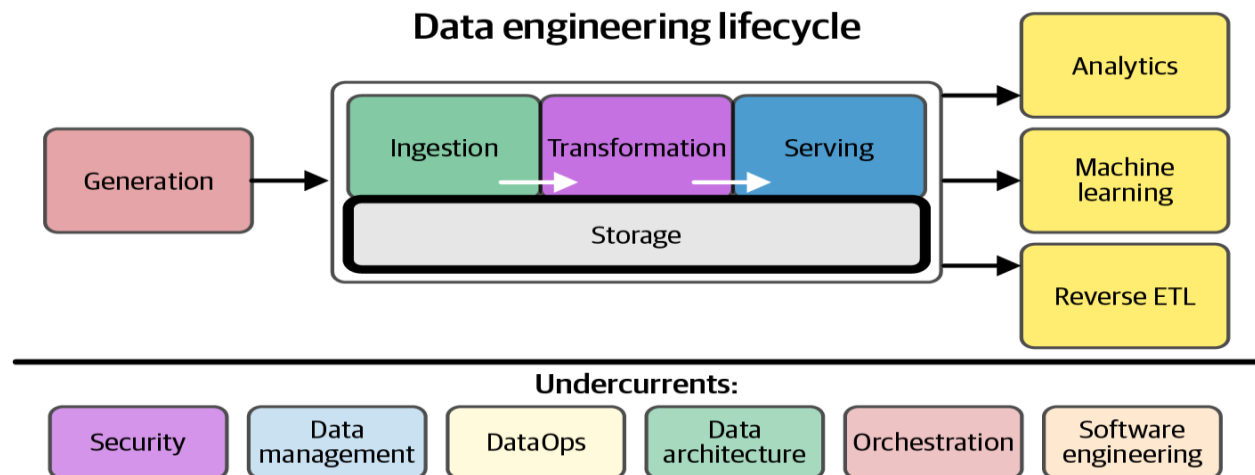 Data engineering lifecycle
Generation
Ingestion
Transformation
Serving
Storage
Analytics
Machine
learning
Reverse ETL
Undercurrents:
Security
Data
management
DataOps
Data
architecture
Orchestration
Software
engineering